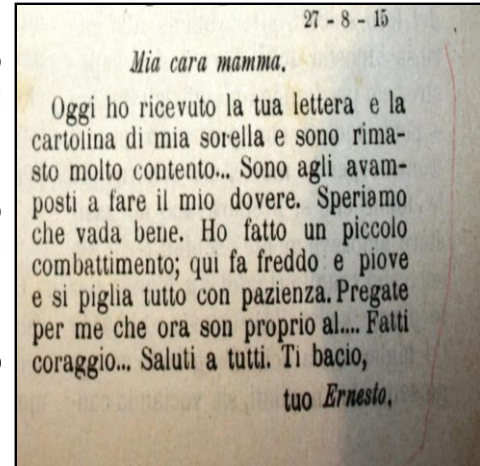 27 - 8 - 15
Mia cara mamma.
Oggi ho ricevuto la tua lettera e la
cartolina di mia sorella e sono rima-
sto molto contento... Sono agli avam-
posti a fare il mio dovere. Speriamo
che vada bene. Ho fatto un piccolo
combattimento; qui fa freddo e piove
e si piglia tutto con pazienza. Pregate
per me che ora son proprio al.... Fatti
coraggio... Saluti a tutti. Ti bacio,
tuo Ernesto.